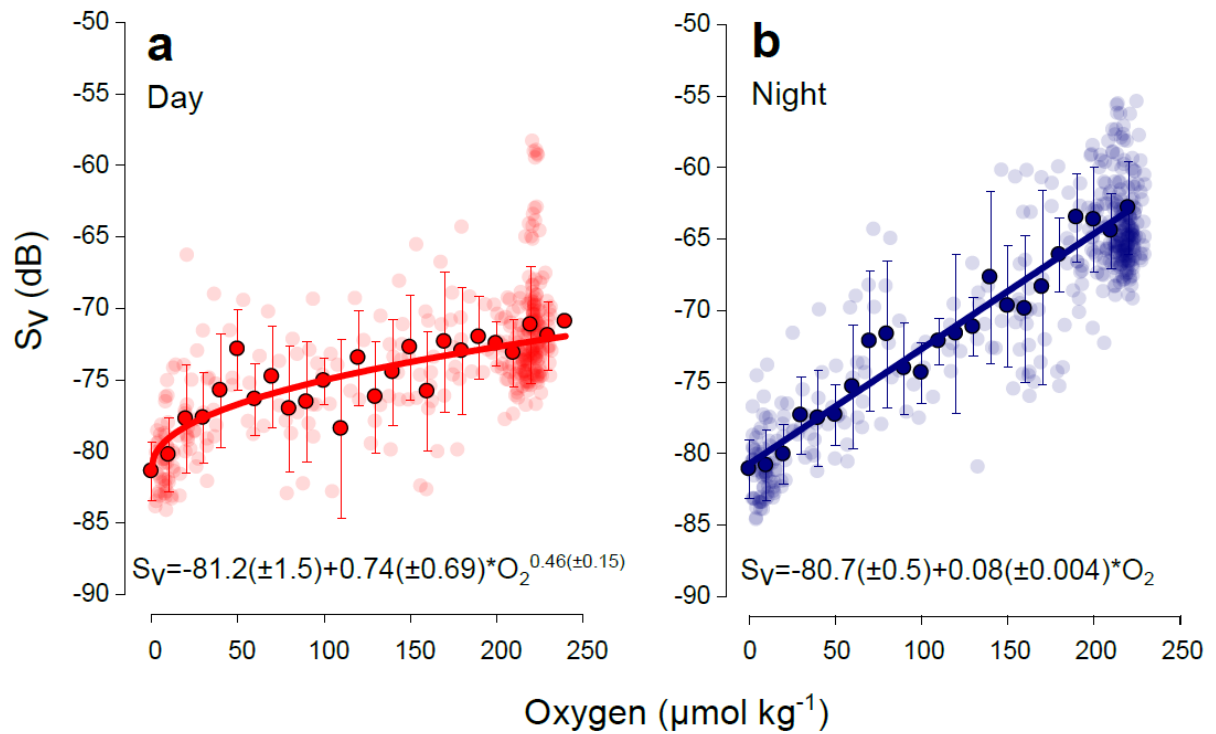 a
Day
-50
-55
-60
-65
-70
-75
-80
-85
-90
Sv (dB)
Sv=-81.2(±1.5)+0.74(±0.69)*O₂^0.46(±0.15)
0 50 100 150 200 250
b
Night
-50
-55
-60
-65
-70
-75
-80
-85
-90
Sv=-80.7(±0.5)+0.08(±0.004)*O₂
0 50 100 150 200 250
Oxygen (µmol kg⁻¹)